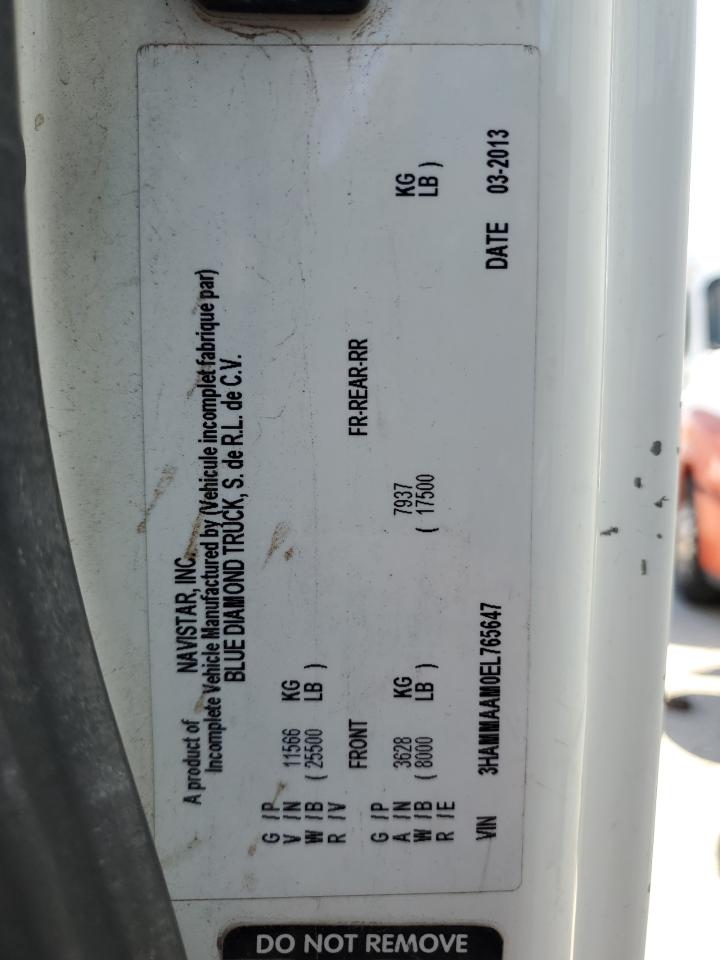 A product of NAVISTAR, INC.
Incomplete Vehicle Manufactured by (Vehicule incomplet fabrique par)
BLUE DIAMOND TRUCK, S. de R.L. de C.V.
G /P
V /N 11566 KG
W /B ( 25500 LB )
R /V
FRONT FR-REAR-RR
G /P
A /N 3628 KG 7937 KG
W /B ( 8000 LB ) ( 17500 LB )
R /E
VIN 3HAMMAAM0EL765647 DATE 03-2013
DO NOT REMOVE